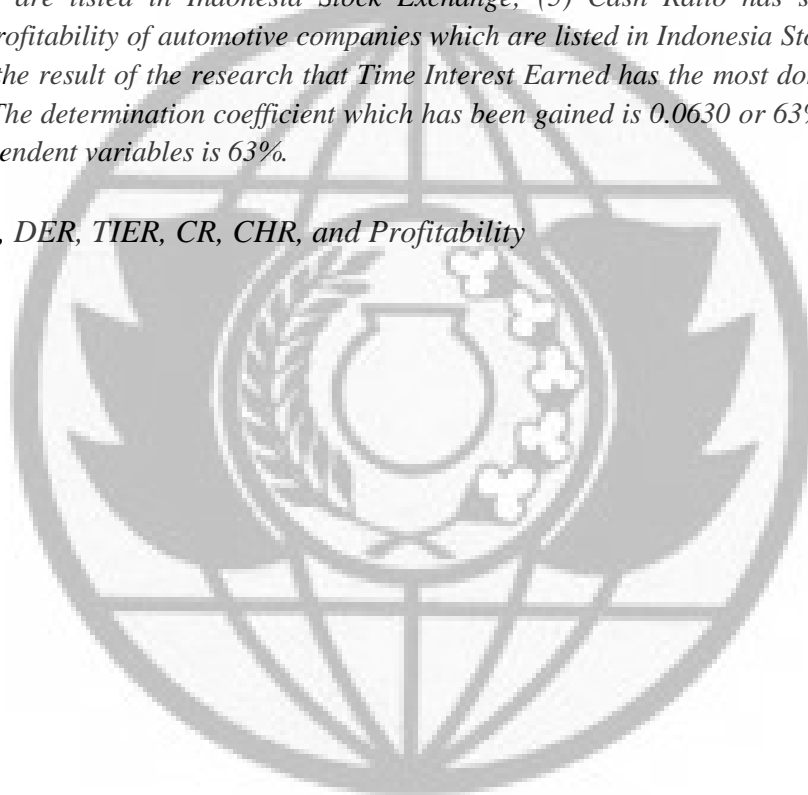 are listed in Indonesia Stock Exchange; (5) Cash Ratio has s
rofitability of automotive companies which are listed in Indonesia Sto
the result of the research that Time Interest Earned has the most do
The determination coefficient which has been gained is 0.0630 or 63%
endent variables is 63%.
, DER, TIER, CR, CHR, and Profitability